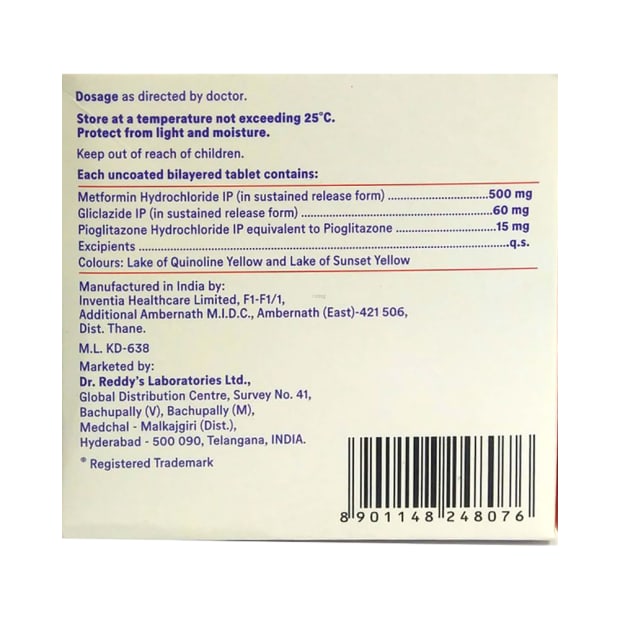 Dosage as directed by doctor.
Store at a temperature not exceeding 25°C.
Protect from light and moisture.
Keep out of reach of children.
Each uncoated bilayered tablet contains:
Metformin Hydrochloride IP (in sustained release form) ..........................500 mg
Gliclazide IP (in sustained release form) ..................................................60 mg
Pioglitazone Hydrochloride IP equivalent to Pioglitazone ..........................15 mg
Excipients ..................................................................................................q.s.
Colours: Lake of Quinoline Yellow and Lake of Sunset Yellow
Manufactured in India by:
Inventia Healthcare Limited, F1-F1/1,
Additional Ambernath M.I.D.C., Ambernath (East)-421 506,
Dist. Thane.
M.L. KD-638
Marketed by:
Dr. Reddy's Laboratories Ltd.,
Global Distribution Centre, Survey No. 41,
Bachupally (V), Bachupally (M),
Medchal - Malkajgiri (Dist.),
Hyderabad - 500 090, Telangana, INDIA.
® Registered Trademark
8 901148 248076